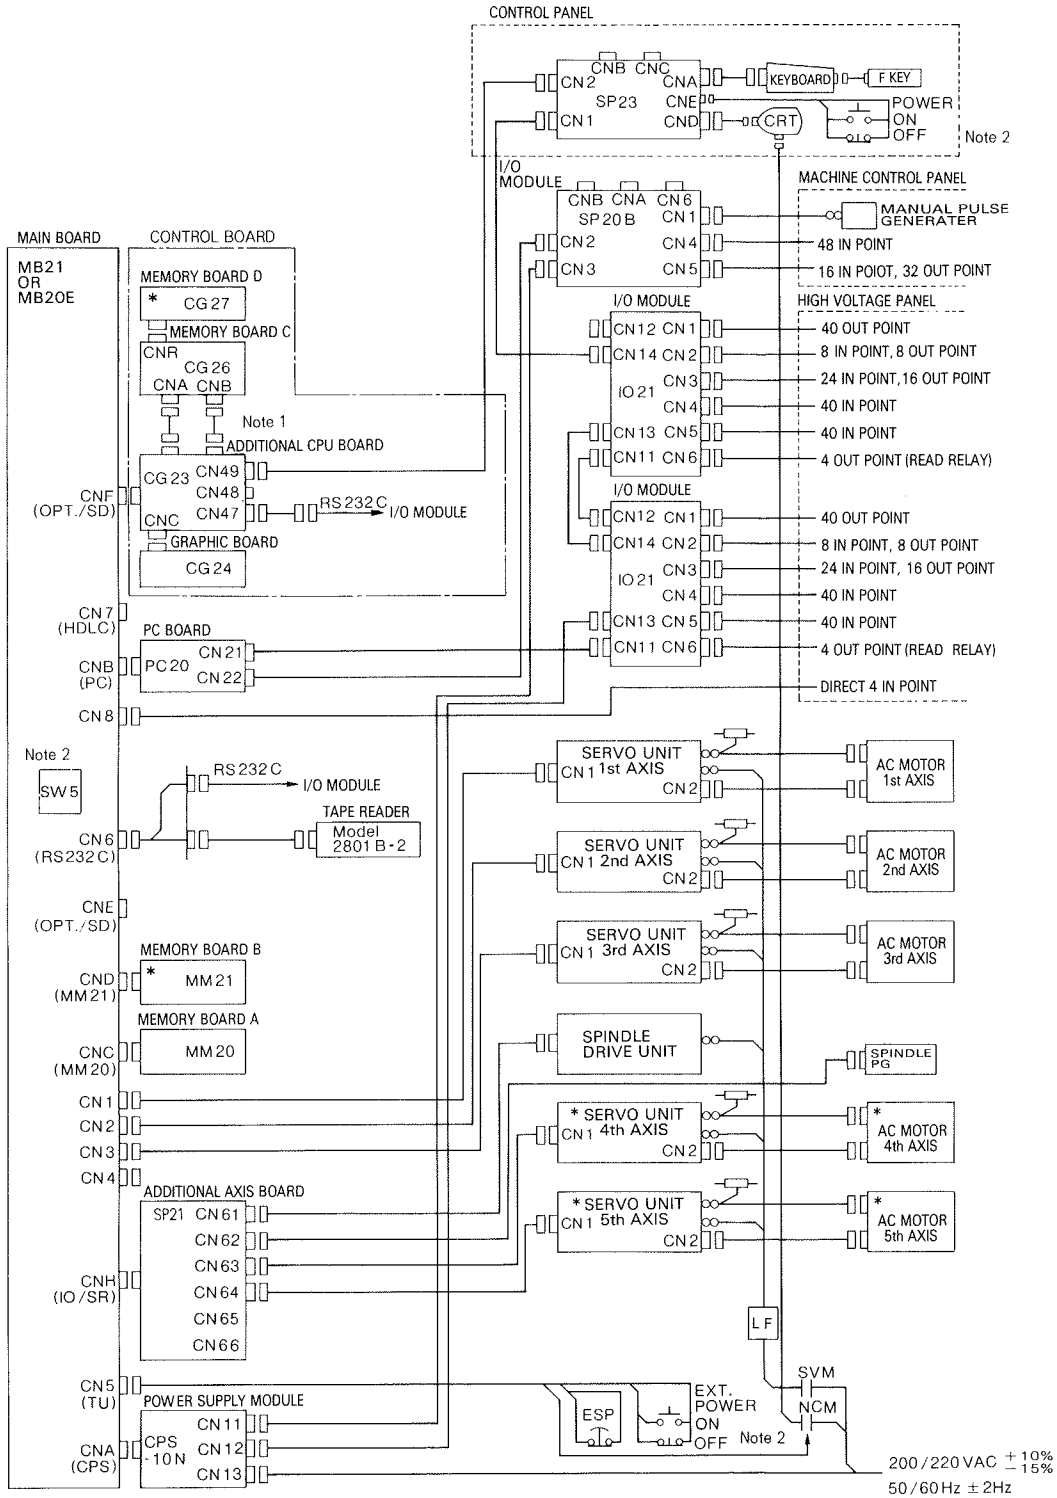 CONTROL PANEL
CNB CNC
CN2
CNA
KEYBOARD
F KEY
SP23
CNE
POWER
ON
OFF
CN1
CND
CRT
Note 2
I/O
MODULE
MACHINE CONTROL PANEL
CNB CNA CN6
SP20B
CN1
MANUAL PULSE
GENERATER
CN2
CN4
48 IN POINT
CN3
CN5
16 IN POIOT, 32 OUT POINT
MAIN BOARD
MB21
OR
MB20E
CONTROL BOARD
MEMORY BOARD D
* CG27
MEMORY BOARD C
CNR
CG26
CNA CNB
Note 1
ADDITIONAL CPU BOARD
CG23
CN49
CN48
CN47
RS232C
I/O MODULE
CNC
GRAPHIC BOARD
CG24
CNF
(OPT./SD)
I/O MODULE
HIGH VOLTAGE PANEL
CN12 CN1
40 OUT POINT
CN14 CN2
8 IN POINT, 8 OUT POINT
CN3
24 IN POINT, 16 OUT POINT
IO21
CN4
40 IN POINT
CN13 CN5
40 IN POINT
CN11 CN6
4 OUT POINT (READ RELAY)
I/O MODULE
CN12 CN1
40 OUT POINT
CN14 CN2
8 IN POINT, 8 OUT POINT
CN3
24 IN POINT, 16 OUT POINT
IO21
CN4
40 IN POINT
CN13 CN5
40 IN POINT
CN11 CN6
4 OUT POINT (READ RELAY)
DIRECT 4 IN POINT
CN7
(HDLC)
PC BOARD
CNB
(PC)
PC20
CN21
CN22
CN8
Note 2
SW5
RS232C
I/O MODULE
TAPE READER
Model
2801B-2
CN6
(RS232C)
CNE
(OPT./SD)
MEMORY BOARD B
* MM21
CND
(MM21)
MEMORY BOARD A
MM20
CNC
(MM20)
CN1
CN2
CN3
CN4
SERVO UNIT
CN1 1st AXIS
CN2
AC MOTOR
1st AXIS
SERVO UNIT
CN1 2nd AXIS
CN2
AC MOTOR
2nd AXIS
SERVO UNIT
CN1 3rd AXIS
CN2
AC MOTOR
3rd AXIS
SPINDLE
DRIVE UNIT
SPINDLE
PG
* SERVO UNIT
CN1 4th AXIS
CN2
*
AC MOTOR
4th AXIS
* SERVO UNIT
CN1 5th AXIS
CN2
*
AC MOTOR
5th AXIS
ADDITIONAL AXIS BOARD
SP21 CN61
CN62
CN63
CN64
CN65
CN66
CNH
(IO/SR)
LF
CN5
(TU)
POWER SUPPLY MODULE
CNA
(CPS)
CPS
-10N
CN11
CN12
CN13
ESP
EXT.
POWER
ON
OFF
Note 2
SVM
NCM
200/220VAC +10%
−15%
50/60Hz ±2Hz